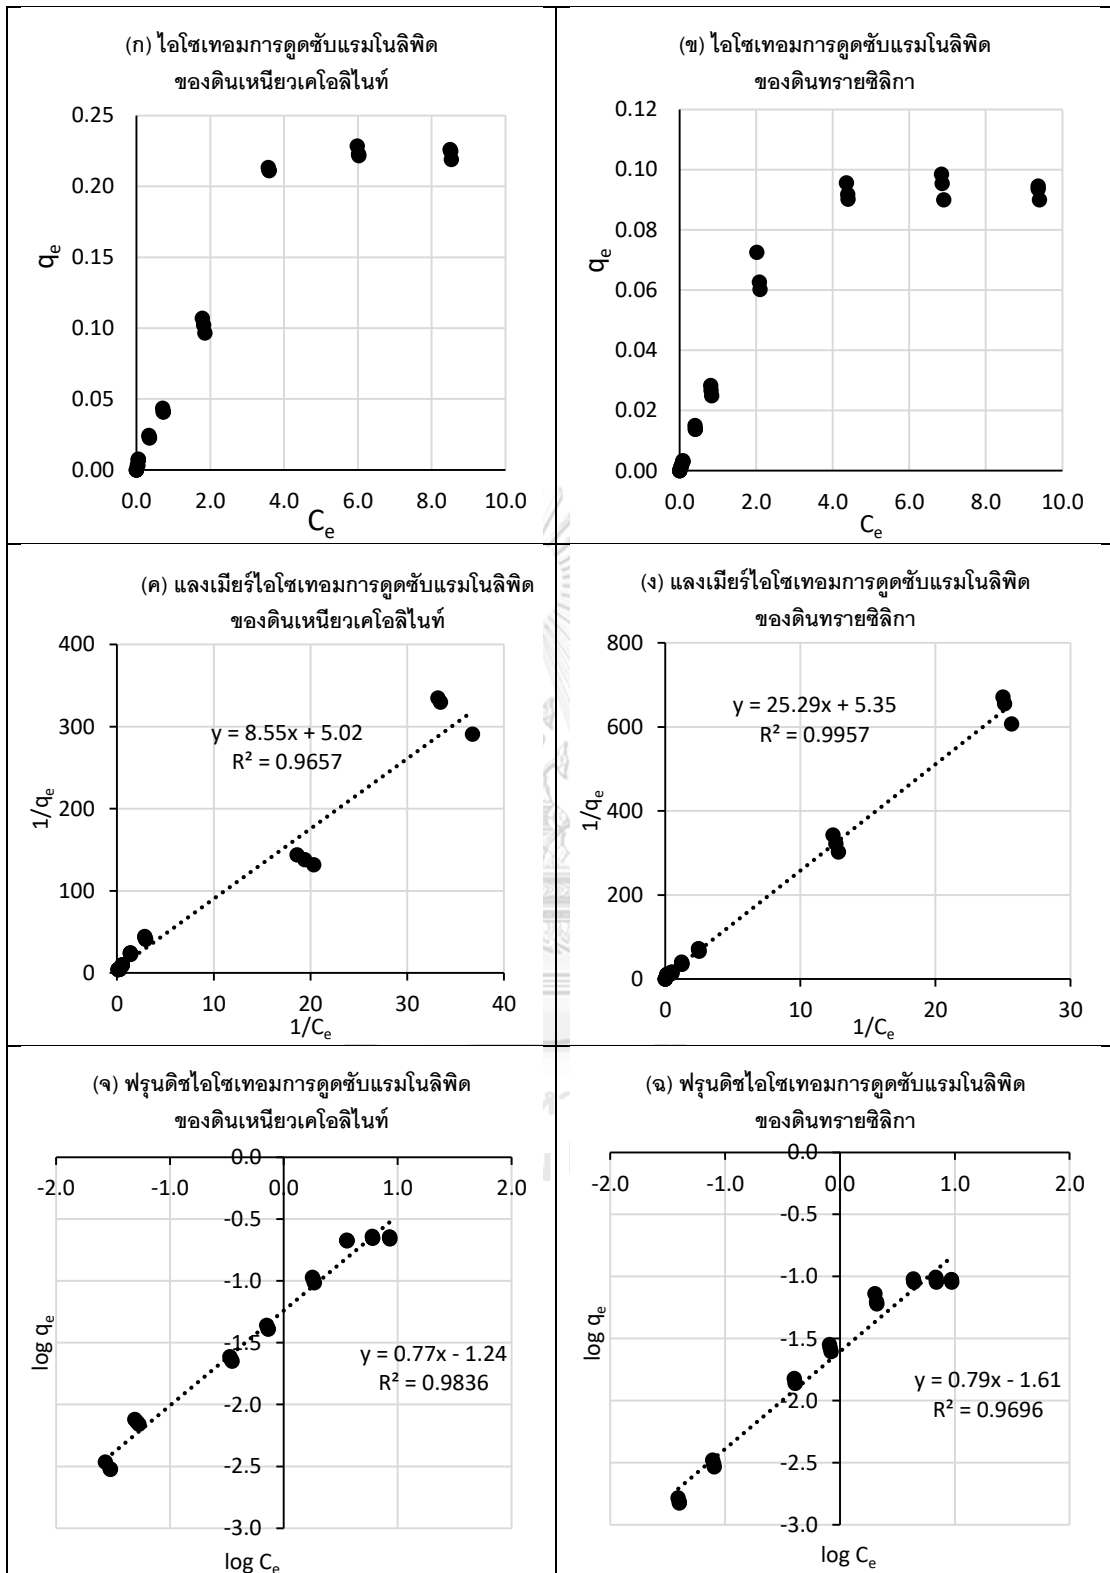 (ก) ไอโซเทอมการดูดซับแรมโนลิพิด
ของดินเหนียวเคโอลิไนท์
0.25
0.20
0.15
0.10
0.05
0.00
qe
0.0 2.0 4.0 6.0 8.0 10.0
Ce
(ข) ไอโซเทอมการดูดซับแรมโนลิพิด
ของดินทรายซิลิกา
0.12
0.10
0.08
0.06
0.04
0.02
0.00
qe
0.0 2.0 4.0 6.0 8.0 10.0
Ce
(ค) แลงเมียร์ไอโซเทอมการดูดซับแรมโนลิพิด
ของดินเหนียวเคโอลิไนท์
400
300
200
100
0
1/qe
y = 8.55x + 5.02
R² = 0.9657
0 10 20 30 40
1/Ce
(ง) แลงเมียร์ไอโซเทอมการดูดซับแรมโนลิพิด
ของดินทรายซิลิกา
800
600
400
200
0
1/qe
y = 25.29x + 5.35
R² = 0.9957
0 10 20 30
1/Ce
(จ) ฟรุนดิชไอโซเทอมการดูดซับแรมโนลิพิด
ของดินเหนียวเคโอลิไนท์
0.0
-2.0 -1.0 0.0 1.0 2.0
-0.5
-1.0
-1.5
-2.0
-2.5
-3.0
log qe
y = 0.77x - 1.24
R² = 0.9836
log Ce
(ฉ) ฟรุนดิชไอโซเทอมการดูดซับแรมโนลิพิด
ของดินทรายซิลิกา
0.0
-2.0 -1.0 0.0 1.0 2.0
-0.5
-1.0
-1.5
-2.0
-2.5
-3.0
log qe
y = 0.79x - 1.61
R² = 0.9696
log Ce